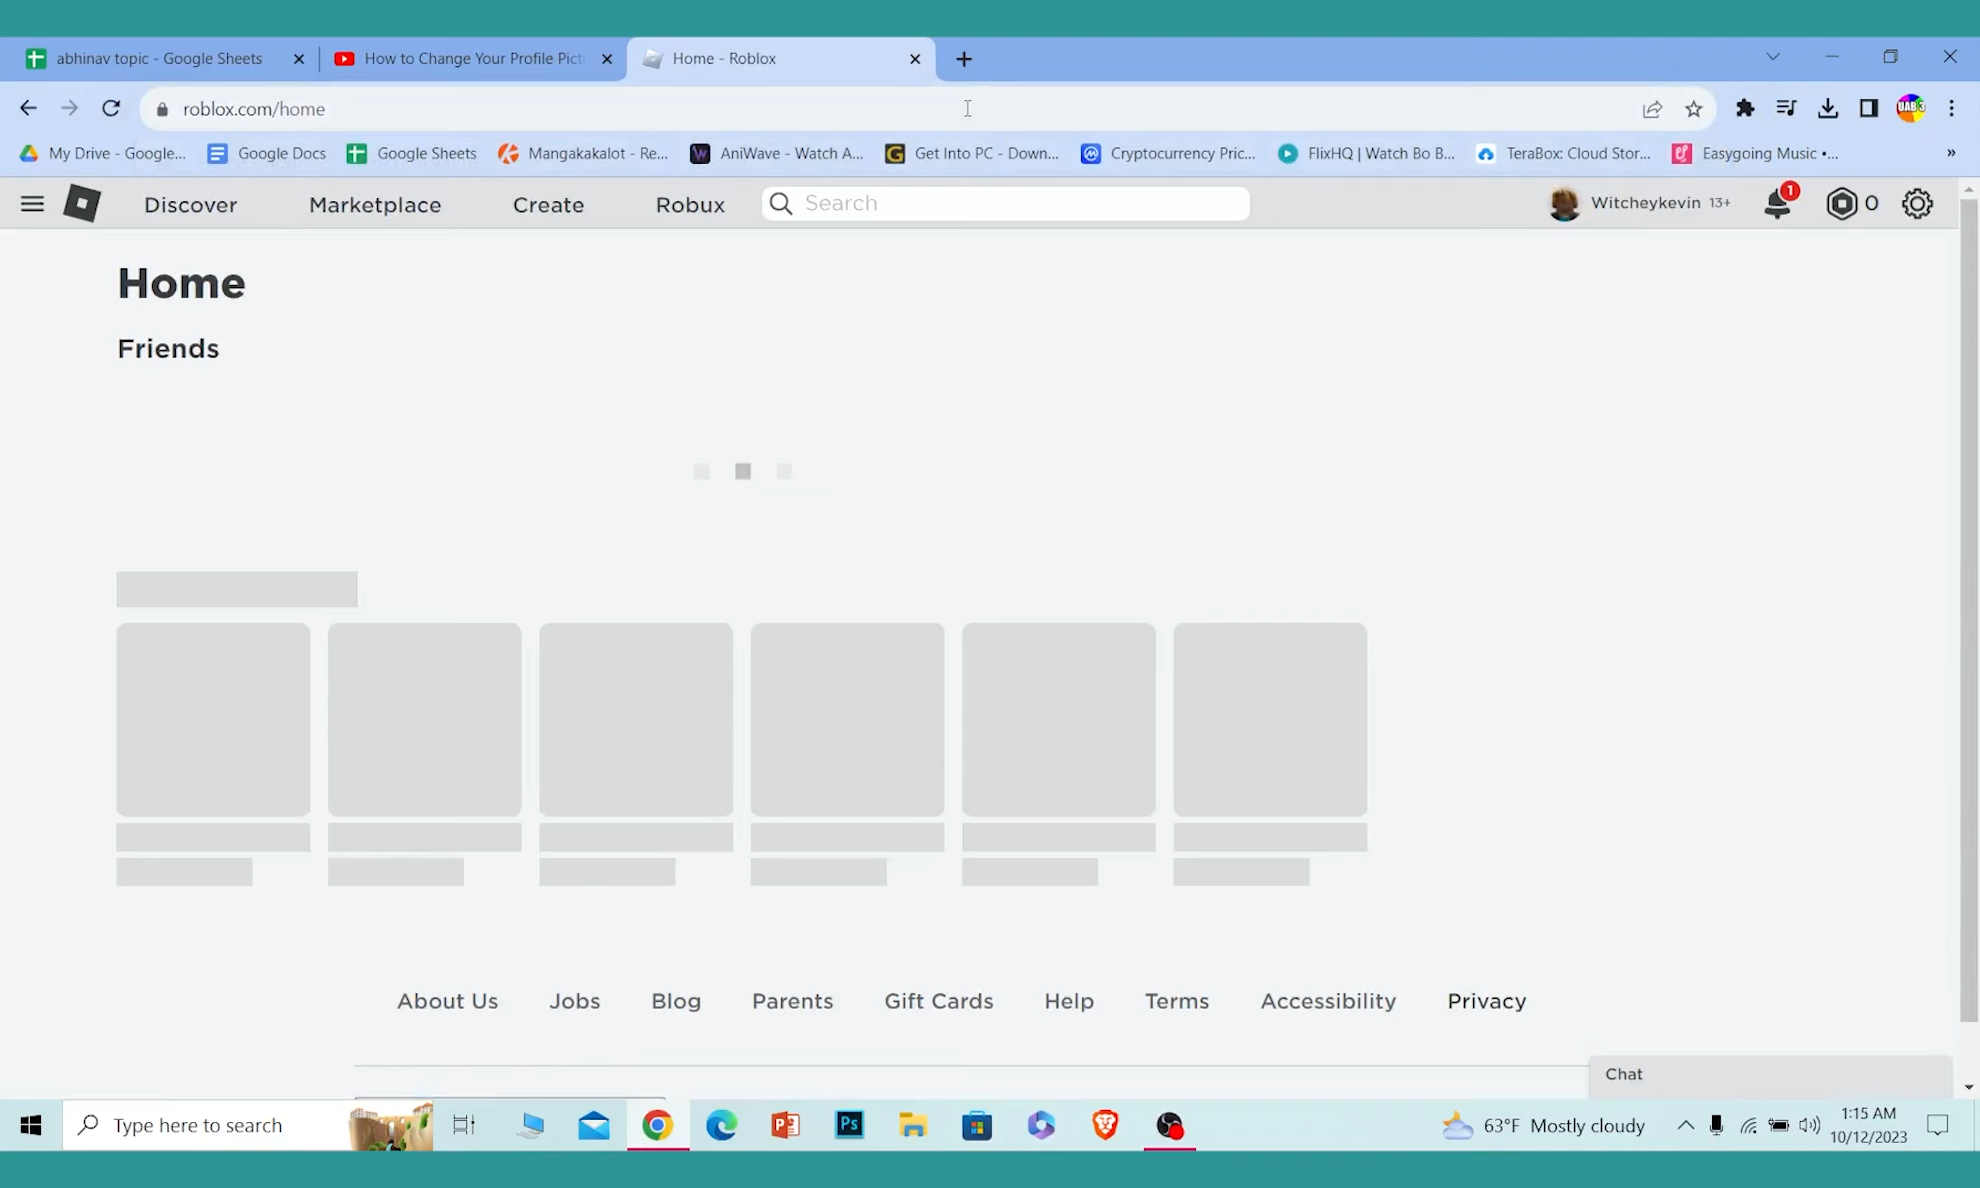 abhinav topic - Google Sheets
How to Change Your Profile Pict
Home - Roblox
roblox.com/home
UAB 3
My Drive - Google...
Google Docs
Google Sheets
Mangakakalot - Re...
AniWave - Watch A...
Get Into PC - Down...
Cryptocurrency Pric...
FlixHQ | Watch Bo B...
TeraBox: Cloud Stor...
Easygoing Music •...
»
Discover
Marketplace
Create
Robux
Search
Witcheykevin 13+
1
0
Home
Friends
About Us
Jobs
Blog
Parents
Gift Cards
Help
Terms
Accessibility
Privacy
Chat
Type here to search
Ps
63°F Mostly cloudy
1:15 AM
10/12/2023